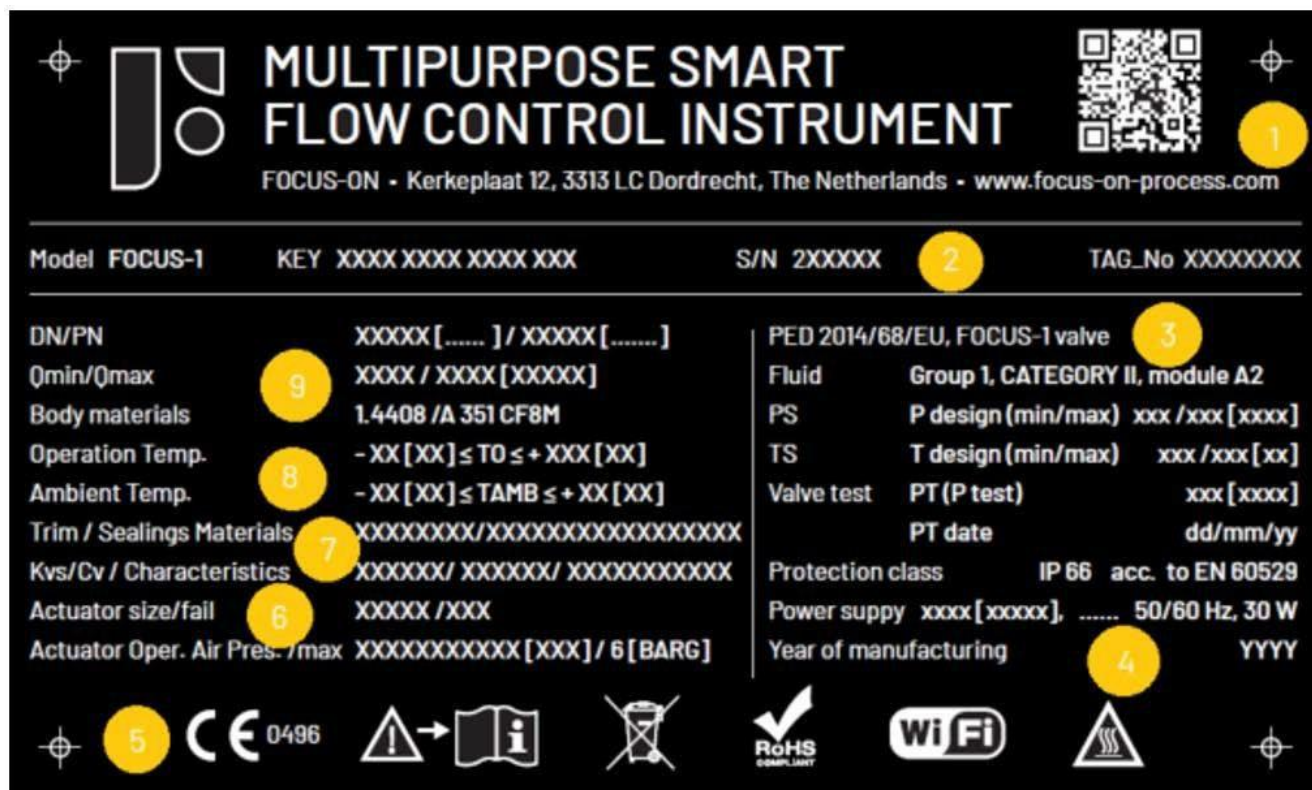 MULTIPURPOSE SMART
FLOW CONTROL INSTRUMENT
1
FOCUS-ON - Kerkeplaat 12, 3313 LC Dordrecht, The Netherlands - www.focus-on-process.com
Model FOCUS-1 KEY XXXX XXXX XXXX XXX S/N 2XXXXX 2 TAG_No XXXXXXXX
DN/PN XXXXX [...... ] / XXXXX [.......]
Qmin/Qmax XXXX / XXXX [XXXXX]
9
Body materials 1.4408 /A 351 CF8M
Operation Temp. - XX [XX] ≤ TO ≤ + XXX [XX]
8
Ambient Temp. - XX [XX] ≤ TAMB ≤ + XX [XX]
Trim / Sealings Materials XXXXXXXX/XXXXXXXXXXXXXXXXX
7
Kvs/Cv / Characteristics XXXXXX/ XXXXXX/ XXXXXXXXXXX
Actuator size/fail 6 XXXXX /XXX
Actuator Oper. Air Pres. /max XXXXXXXXXXX [XXX] / 6 [BARG]
PED 2014/68/EU, FOCUS-1 valve 3
Fluid Group 1, CATEGORY II, module A2
PS P design (min/max) xxx /xxx [xxxx]
TS T design (min/max) xxx /xxx [xx]
Valve test PT (P test) xxx [xxxx]
PT date dd/mm/yy
Protection class IP 66 acc. to EN 60529
Power suppy xxxx [xxxxx], ...... 50/60 Hz, 30 W
Year of manufacturing 4 YYYY
5 CE 0496
RoHS
COMPLIANT
Wi Fi